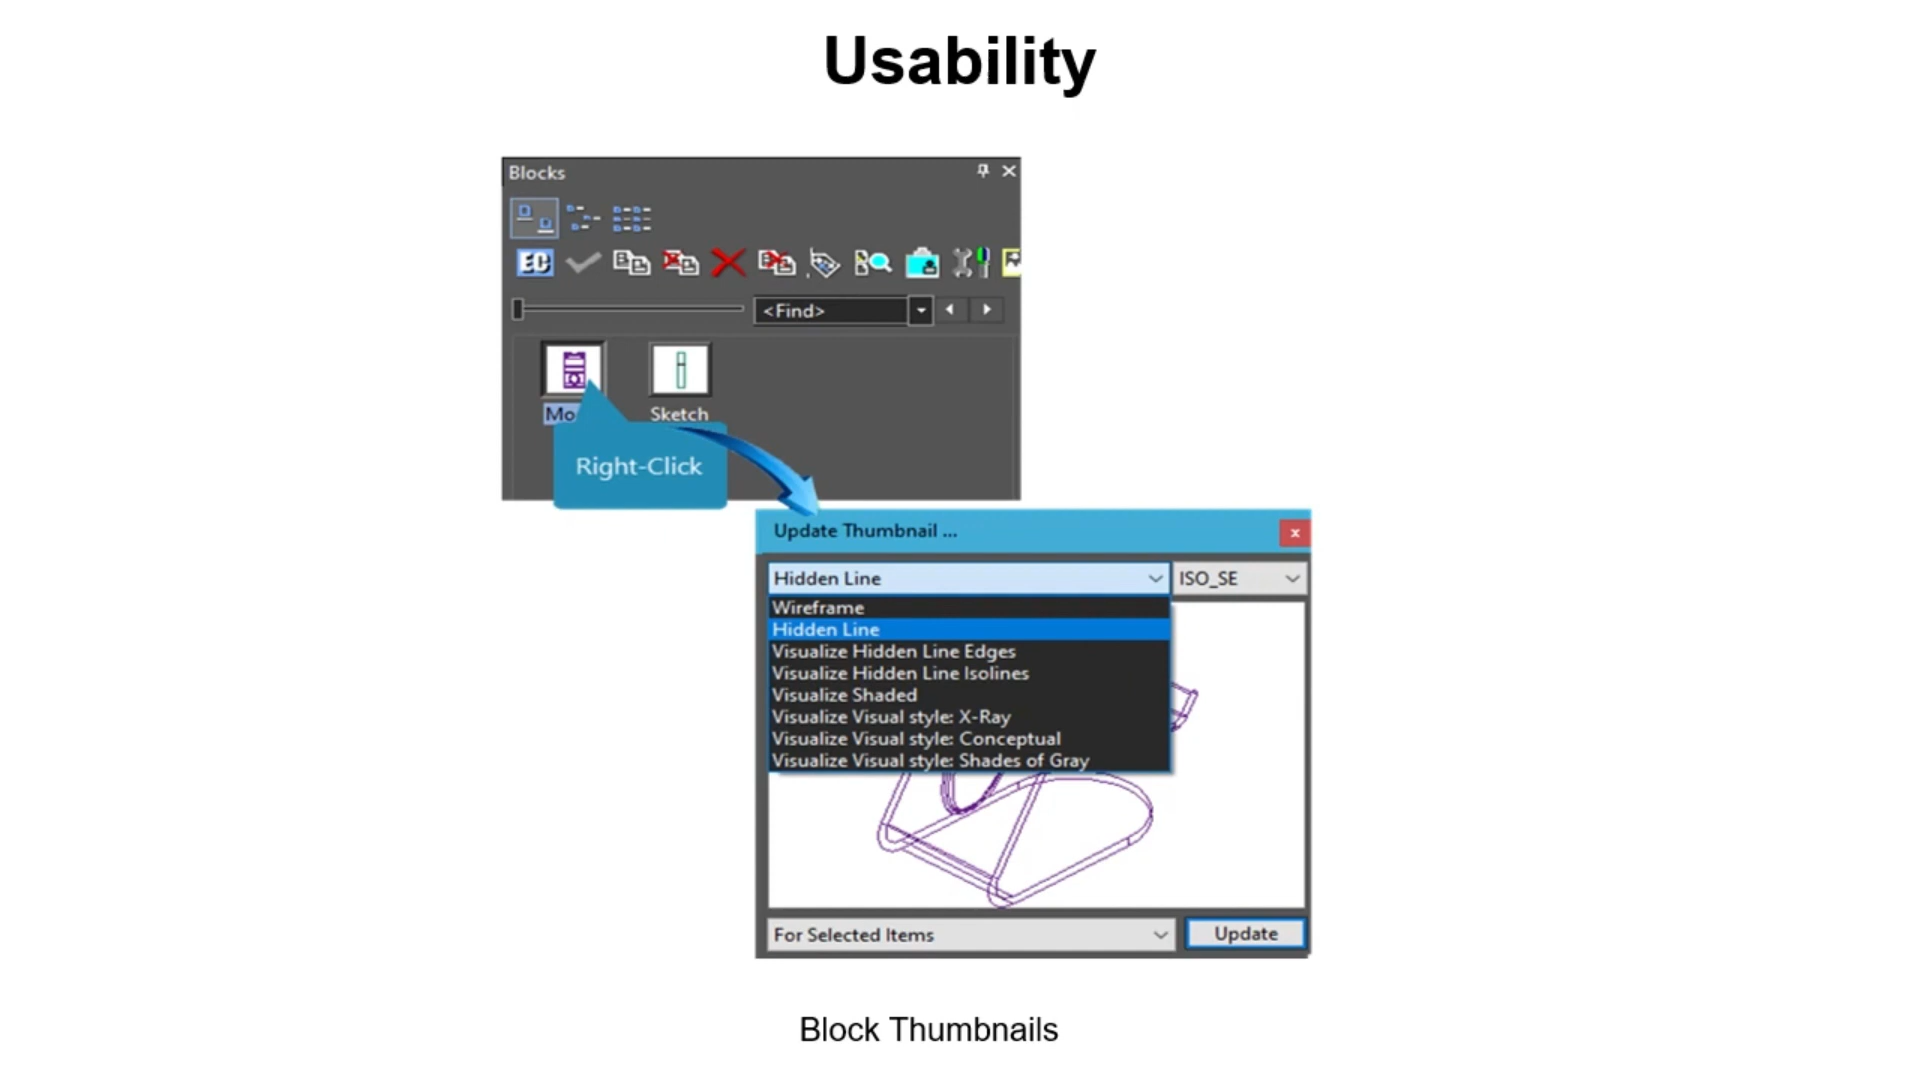 Usability
Blocks
EC
<Find>
Mo
Sketch
Right-Click
Update Thumbnail ...
Hidden Line
ISO_SE
Wireframe
Hidden Line
Visualize Hidden Line Edges
Visualize Hidden Line Isolines
Visualize Shaded
Visualize Visual style: X-Ray
Visualize Visual style: Conceptual
Visualize Visual style: Shades of Gray
For Selected Items
Update
Block Thumbnails